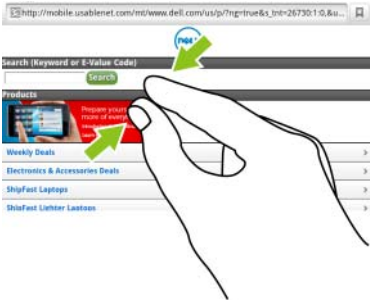 http://mobile.usablenet.com/mt/www.dell.com/us/p/?ng=true&s_tnt=26730:1:0,&u...
DELL
Search (Keyword or E-Value Code)
Search
Products
Prepare yours
more of every
Weekly Deals
Electronics & Accessories Deals
ShipFast Laptops
ShipFast Lighter Laptops